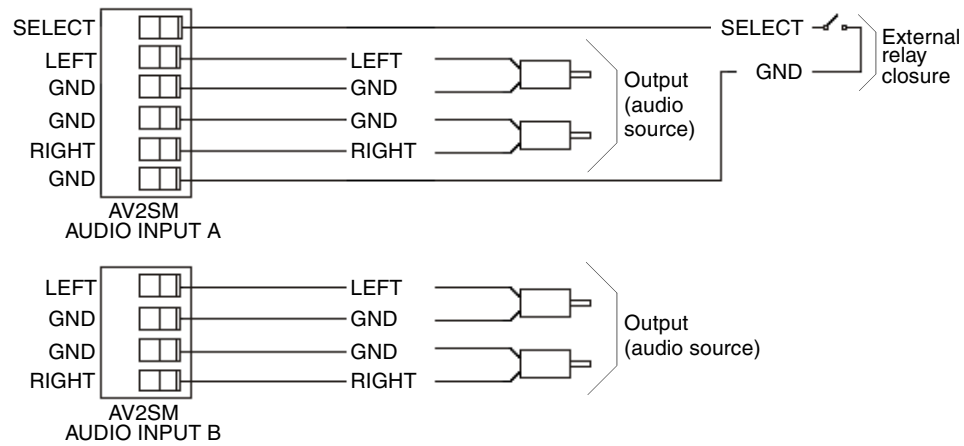 SELECT SELECT
LEFT LEFT
GND GND
GND GND
RIGHT RIGHT
GND
AV2SM
AUDIO INPUT A
Output
(audio
source)
GND
External
relay
closure
LEFT LEFT
GND GND
GND GND
RIGHT RIGHT
AV2SM
AUDIO INPUT B
Output
(audio source)